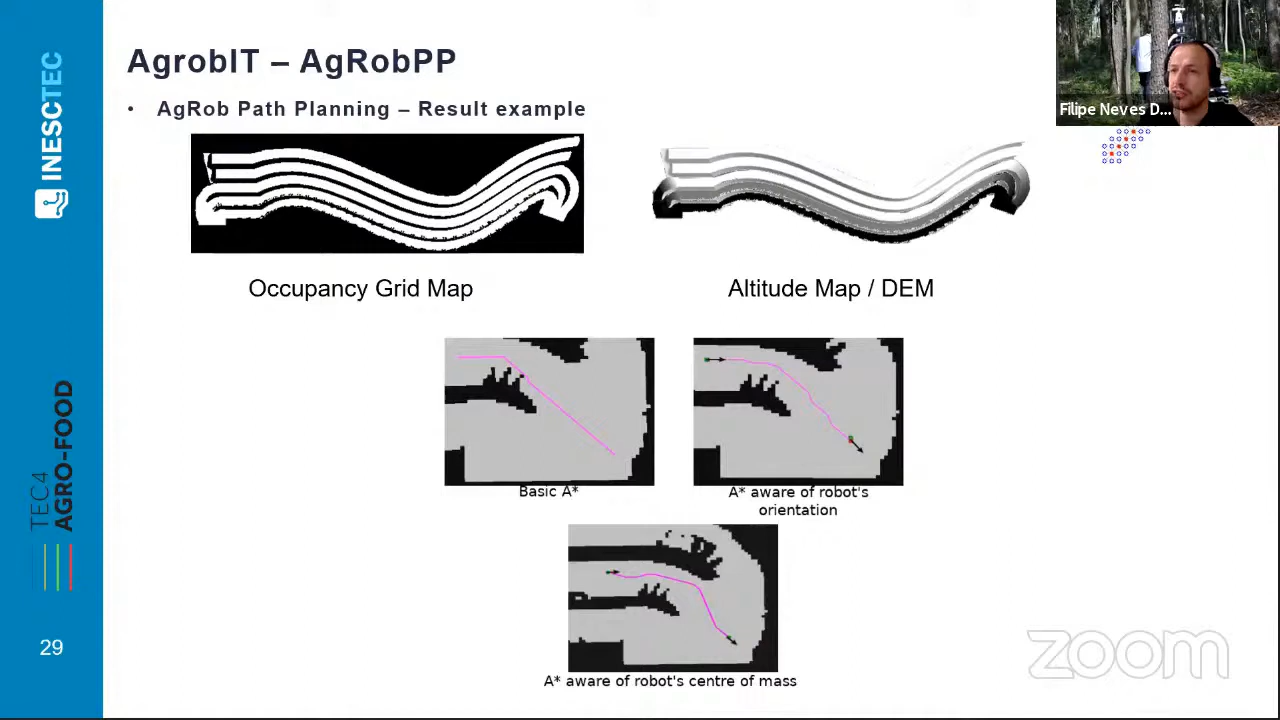 AgrobIT – AgRobPP
• AgRob Path Planning – Result example
Filipe Neves D...
INESCTEC
Occupancy Grid Map
Altitude Map / DEM
Basic A*
A* aware of robot's
orientation
A* aware of robot's centre of mass
TEC4
AGRO-FOOD
29
zoom